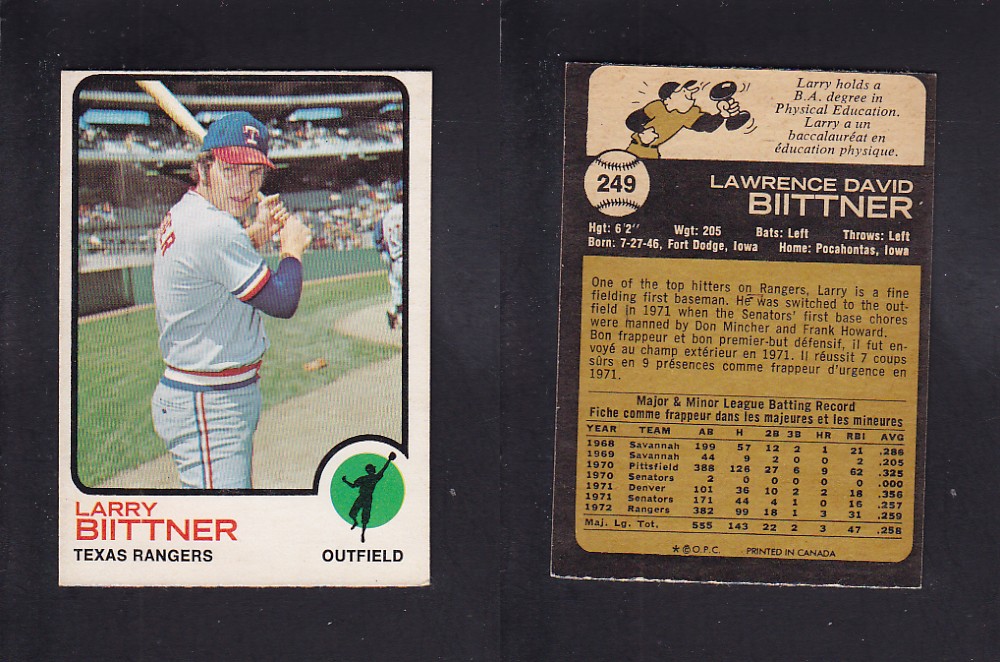 T
LARRY
BIITTNER
TEXAS RANGERS
OUTFIELD
Larry holds a
B.A. degree in
Physical Education.
Larry a un
baccalauréat en
éducation physique.
249
LAWRENCE DAVID
BIITTNER
Hgt: 6'2" Wgt: 205 Bats: Left Throws: Left
Born: 7-27-46, Fort Dodge, Iowa Home: Pocahontas, Iowa
One of the top hitters on Rangers, Larry is a fine
fielding first baseman. He was switched to the out-
field in 1971 when the Senators' first base chores
were manned by Don Mincher and Frank Howard.
Bon frappeur et bon premier-but défensif, il fut en-
voyé au champ extérieur en 1971. Il réussit 7 coups
sûrs en 9 présences comme frappeur d'urgence en
1971.
Major & Minor League Batting Record
Fiche comme frappeur dans les majeures et les mineures
YEAR TEAM AB H 2B 3B HR RBI AVG
1968 Savannah 199 57 12 2 1 21 .286
1969 Savannah 44 9 2 0 0 2 .205
1970 Pittsfield 388 126 27 6 9 62 .325
1970 Senators 2 0 0 0 0 0 .000
1971 Denver 101 36 10 2 2 18 .356
1971 Senators 171 44 4 1 0 16 .257
1972 Rangers 382 99 18 1 3 31 .259
Maj. Lg. Tot. 555 143 22 2 3 47 .258
* © O.P.C. PRINTED IN CANADA